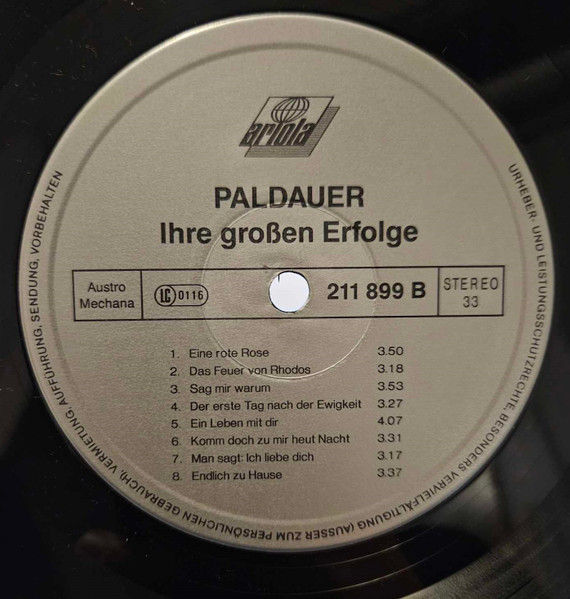 ariola
PALDAUER
Ihre großen Erfolge
Austro
Mechana
LC 0116
211 899 B
STEREO
33
1. Eine rote Rose 3.50
2. Das Feuer von Rhodos 3.18
3. Sag mir warum 3.53
4. Der erste Tag nach der Ewigkeit 3.27
5. Ein Leben mit dir 4.07
6. Komm doch zu mir heut Nacht 3.31
7. Man sagt: Ich liebe dich 3.17
8. Endlich zu Hause 3.37
URHEBER- UND LEISTUNGSSCHUTZRECHTE, BESONDERS VERVIELFÄLTIGUNG (AUSSER ZUM PERSÖNLICHEN GEBRAUCH), VERMIETUNG, AUFFÜHRUNG, SENDUNG, VORBEHALTEN